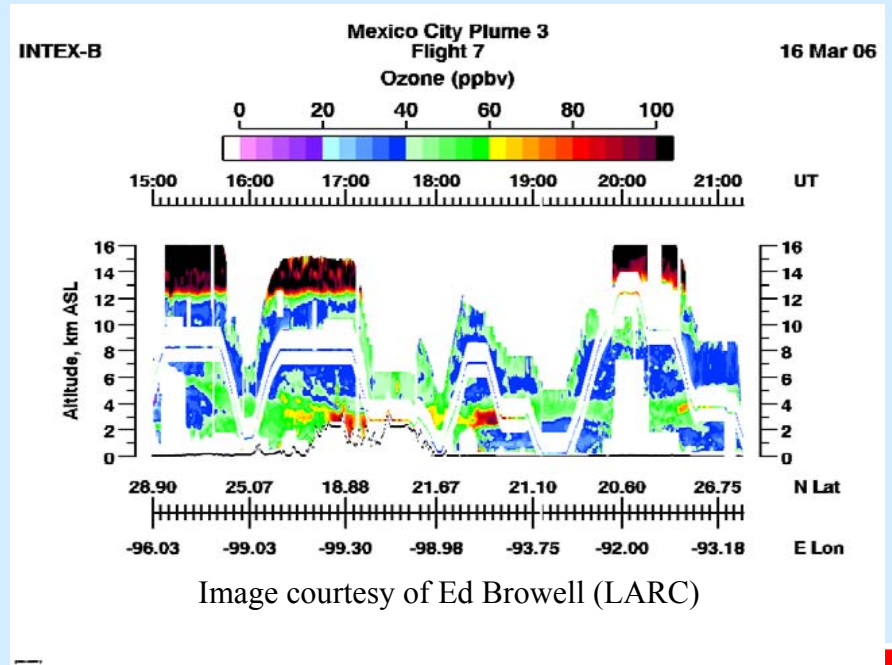 Mexico City Plume 3
INTEX-B Flight 7 16 Mar 06
Ozone (ppbv)
0 20 40 60 80 100
15:00 16:00 17:00 18:00 19:00 20:00 21:00 UT
Altitude, km ASL
16 16
14 14
12 12
10 10
8 8
6 6
4 4
2 2
0 0
28.90 25.07 18.88 21.67 21.10 20.60 26.75 N Lat
-96.03 -99.03 -99.30 -98.98 -93.75 -92.00 -93.18 E Lon
Image courtesy of Ed Browell (LARC)